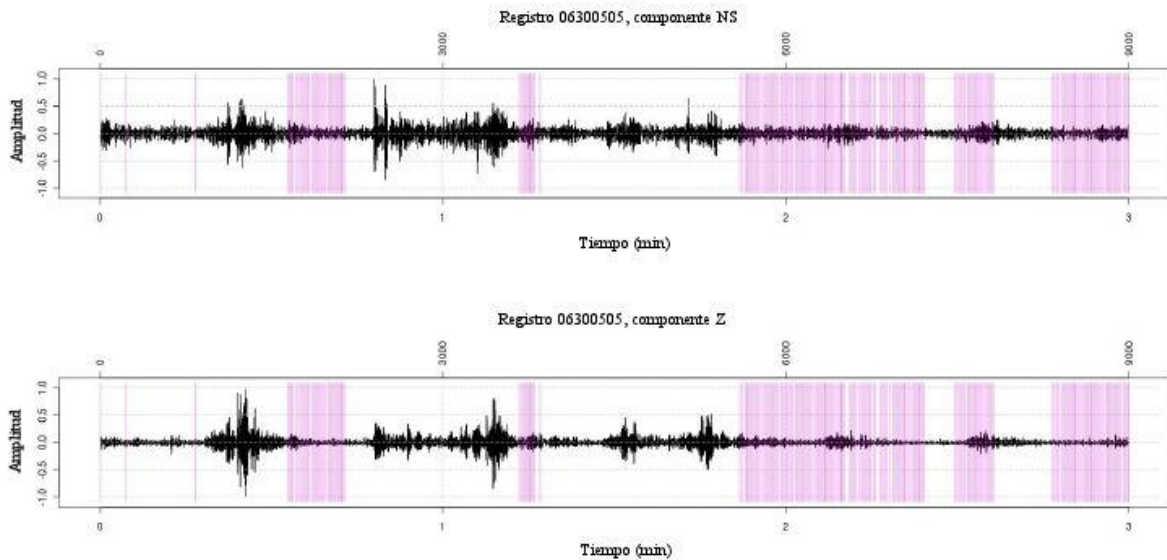 Registro 06300505, componente NS
0 3000 6000 9000
Amplitud
1.0
0.5
0.0
-0.5
-1.0
0 1 2 3
Tiempo (min)
Registro 06300505, componente Z
0 3000 6000 9000
Amplitud
1.0
0.5
0.0
-0.5
-1.0
0 1 2 3
Tiempo (min)